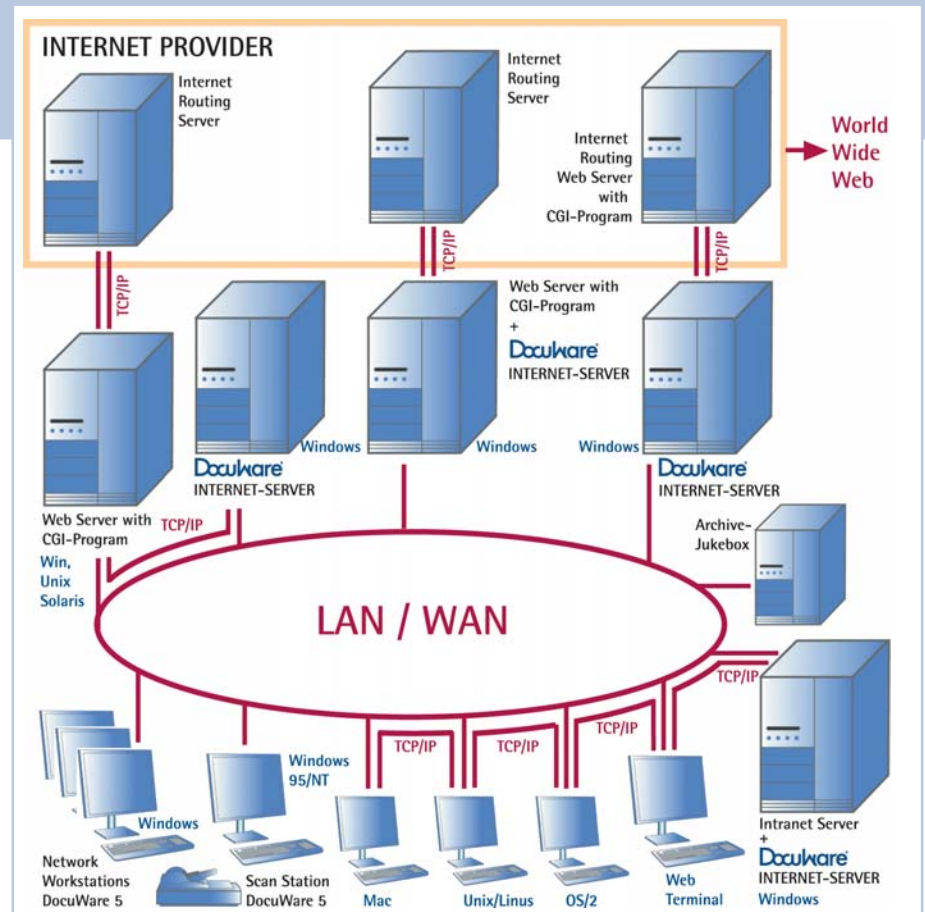 INTERNET PROVIDER
Internet
Routing
Server
Internet
Routing
Server
Internet
Routing
Web Server
with
CGI-Program
World
Wide
Web
TCP/IP
TCP/IP
TCP/IP
Web Server with
CGI-Program
+
DocuWare
INTERNET-SERVER
Windows
Windows
Windows
DocuWare
INTERNET-SERVER
DocuWare
INTERNET-SERVER
Web Server with
CGI-Program
TCP/IP
Win,
Unix
Solaris
Archive-
Jukebox
LAN / WAN
TCP/IP
TCP/IP
TCP/IP
TCP/IP
Windows
95/NT
Windows
Network
Workstations
DocuWare 5
Scan Station
DocuWare 5
Mac
Unix/Linus
OS/2
Web
Terminal
Intranet Server
+
DocuWare
INTERNET-SERVER
Windows